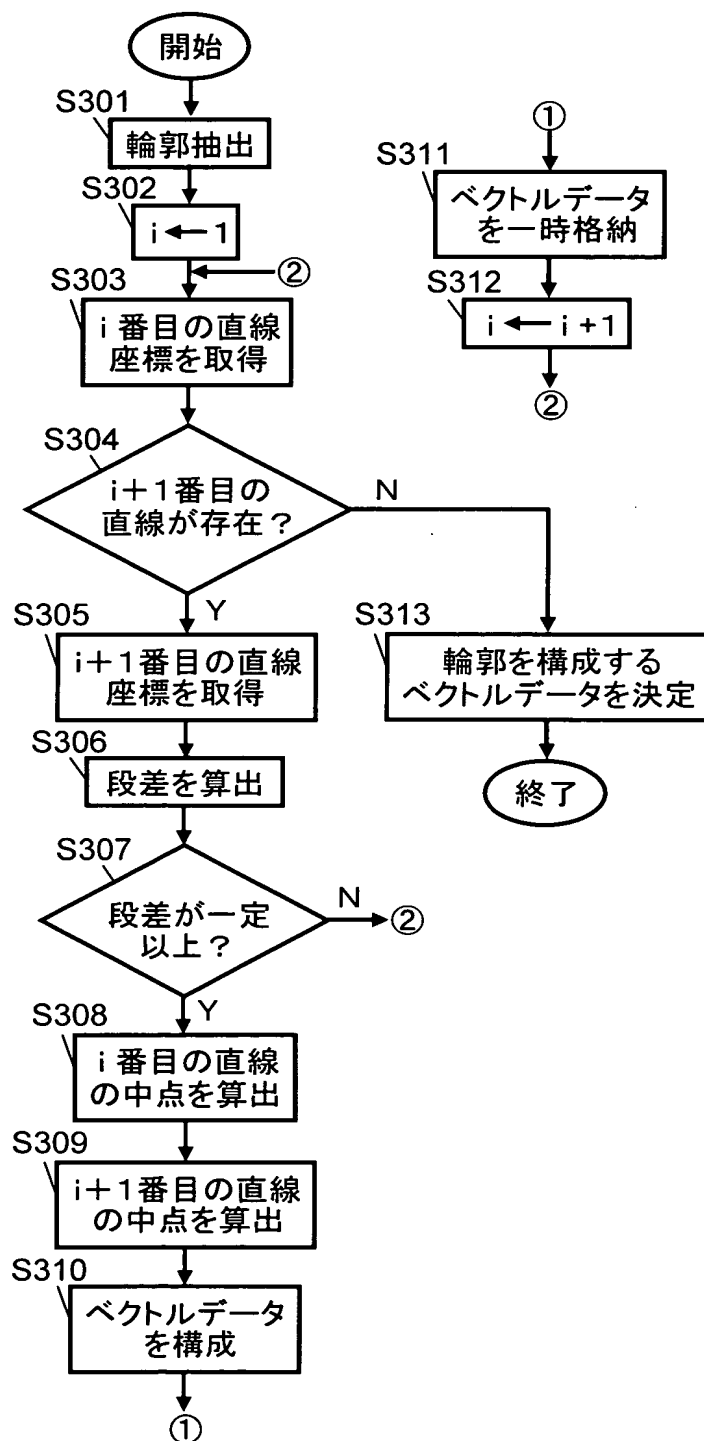 開始
S301
輪郭抽出
S302
i ← 1
②
S303
i 番目の直線
座標を取得
S304
i+1番目の
直線が存在?
N
Y
S305
i+1番目の直線
座標を取得
S306
段差を算出
S307
段差が一定
以上?
N
②
Y
S308
i 番目の直線
の中点を算出
S309
i+1番目の直線
の中点を算出
S310
ベクトルデータ
を構成
①
①
S311
ベクトルデータ
を一時格納
S312
i ← i +1
②
S313
輪郭を構成する
ベクトルデータを決定
終了